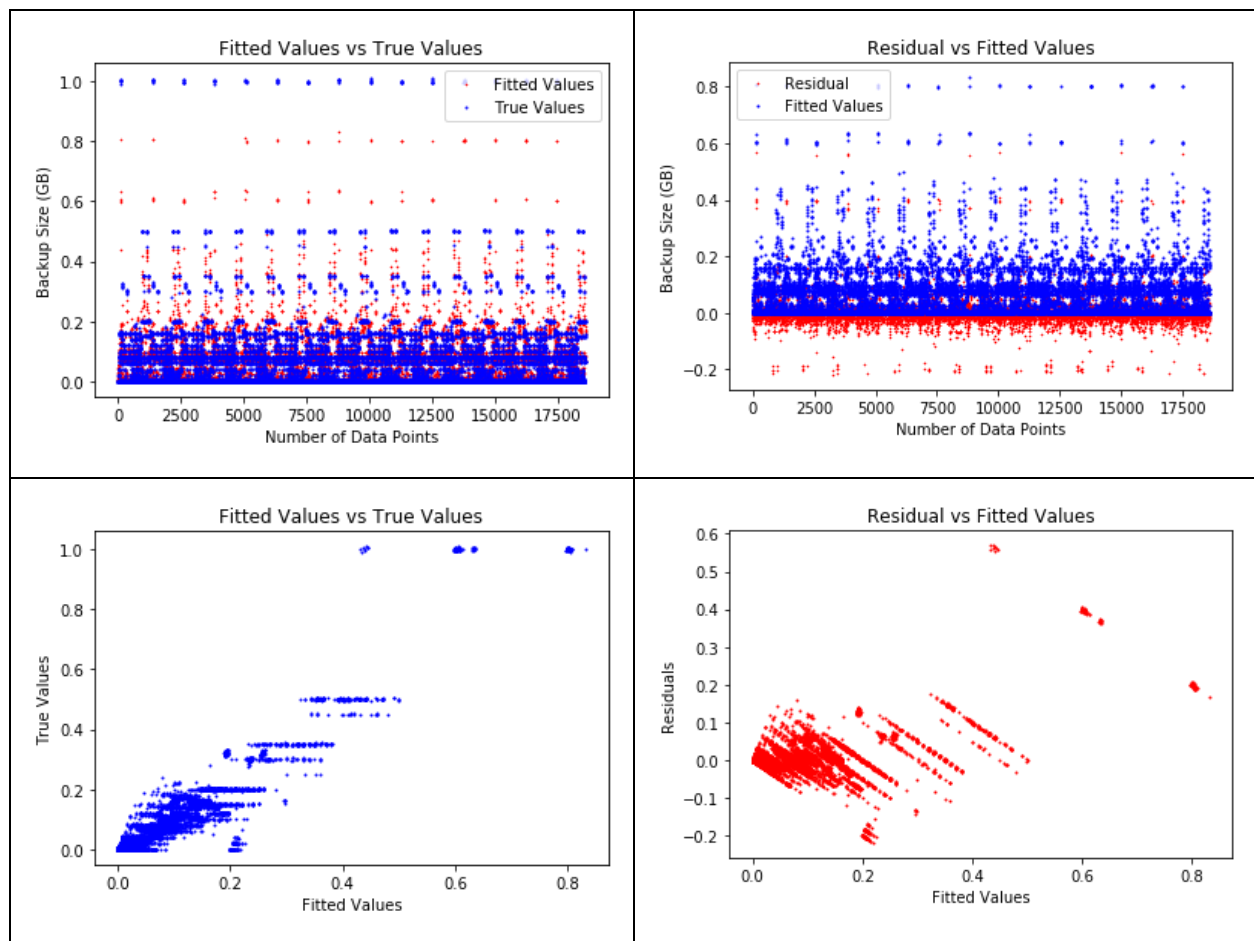 Fitted Values vs True Values
1.0
0.8
0.6
0.4
0.2
0.0
Backup Size (GB)
Fitted Values
True Values
0 2500 5000 7500 10000 12500 15000 17500
Number of Data Points
Residual vs Fitted Values
0.8
0.6
0.4
0.2
0.0
−0.2
Backup Size (GB)
Residual
Fitted Values
0 2500 5000 7500 10000 12500 15000 17500
Number of Data Points
Fitted Values vs True Values
1.0
0.8
0.6
0.4
0.2
0.0
True Values
0.0 0.2 0.4 0.6 0.8
Fitted Values
Residual vs Fitted Values
0.6
0.5
0.4
0.3
0.2
0.1
0.0
−0.1
−0.2
Residuals
0.0 0.2 0.4 0.6 0.8
Fitted Values